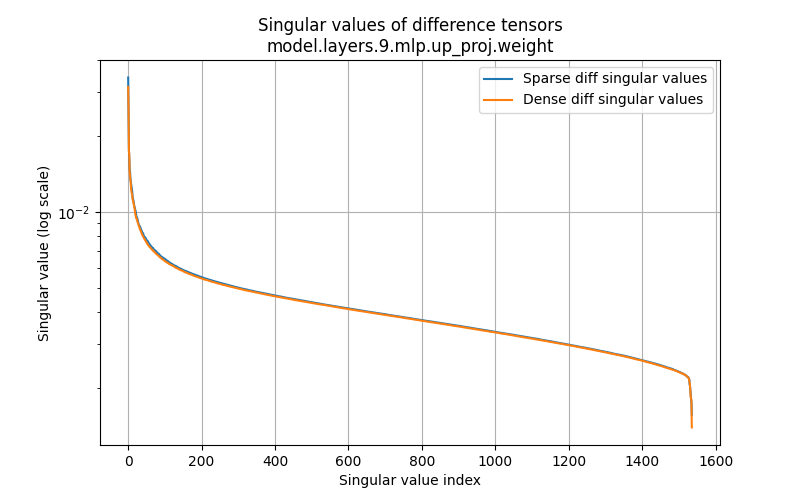 Singular values of difference tensors
model.layers.9.mlp.up_proj.weight
Sparse diff singular values
Dense diff singular values
Singular value (log scale)
10⁻²
0 200 400 600 800 1000 1200 1400 1600
Singular value index